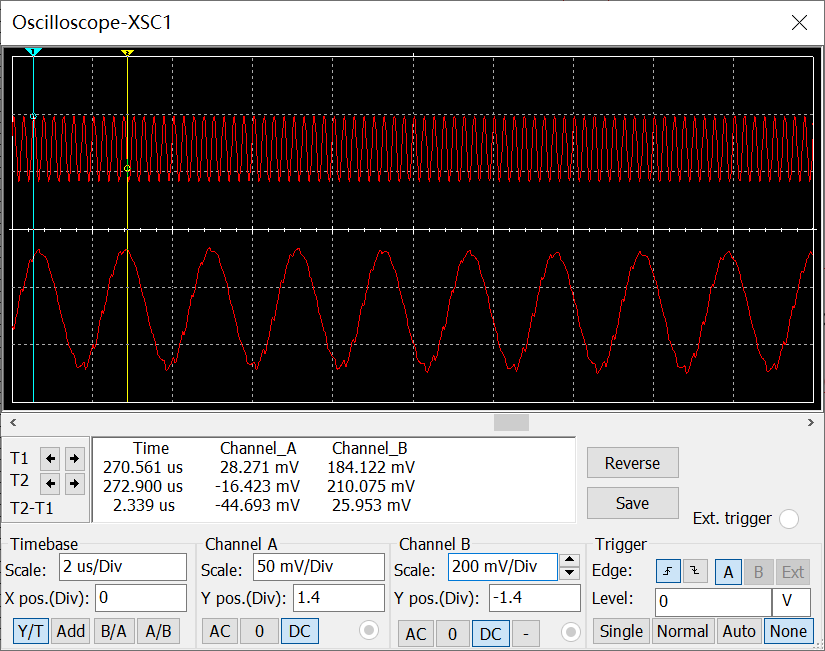 Oscilloscope-XSC1
1
2
T1
T2
T2-T1
Time Channel_A Channel_B
270.561 us 28.271 mV 184.122 mV
272.900 us -16.423 mV 210.075 mV
2.339 us -44.693 mV 25.953 mV
Reverse
Save
Ext. trigger
Timebase
Scale: 2 us/Div
X pos.(Div): 0
Y/T Add B/A A/B
Channel A
Scale: 50 mV/Div
Y pos.(Div): 1.4
AC 0 DC
Channel B
Scale: 200 mV/Div
Y pos.(Div): -1.4
AC 0 DC -
Trigger
Edge: A B Ext
Level: 0 V
Single Normal Auto None